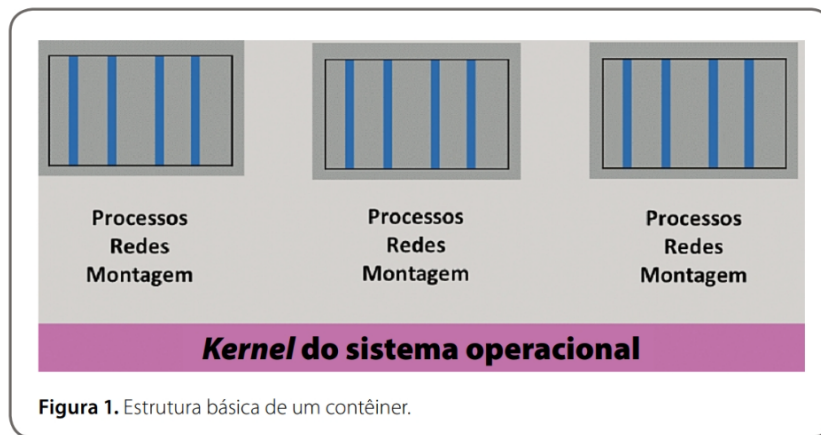 Processos
Redes
Montagem
Processos
Redes
Montagem
Processos
Redes
Montagem
Kernel do sistema operacional
Figura 1. Estrutura básica de um contêiner.